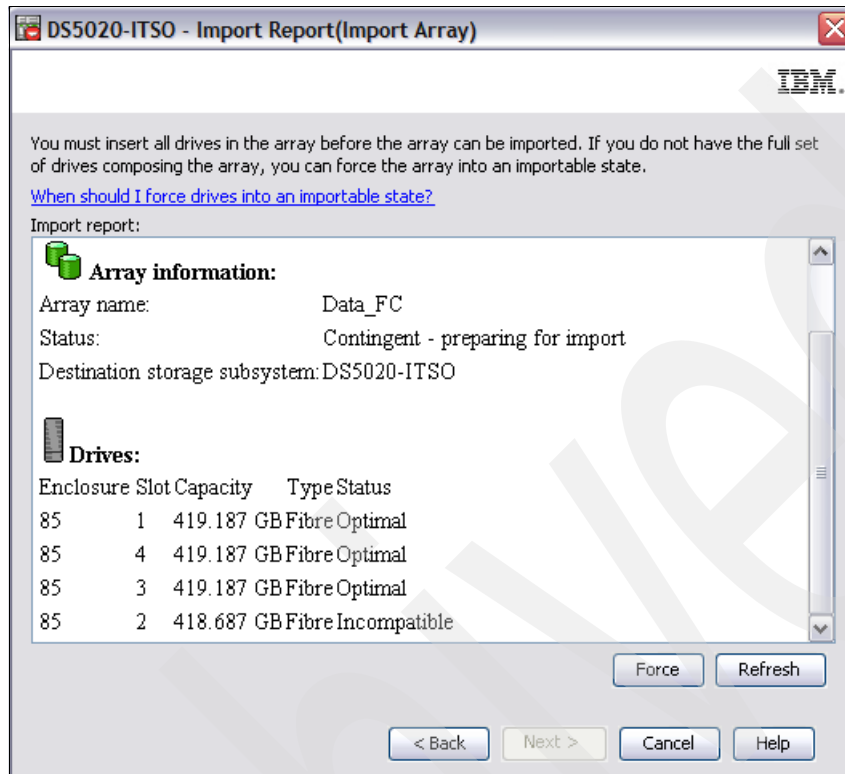 DS5020-ITSO - Import Report(Import Array)
IBM.
You must insert all drives in the array before the array can be imported. If you do not have the full set
of drives composing the array, you can force the array into an importable state.
When should I force drives into an importable state?
Import report:
Array information:
Array name: Data_FC
Status: Contingent - preparing for import
Destination storage subsystem: DS5020-ITSO
Drives:
Enclosure Slot Capacity Type Status
85 1 419.187 GB Fibre Optimal
85 4 419.187 GB Fibre Optimal
85 3 419.187 GB Fibre Optimal
85 2 418.687 GB Fibre Incompatible
Force Refresh
< Back Next > Cancel Help